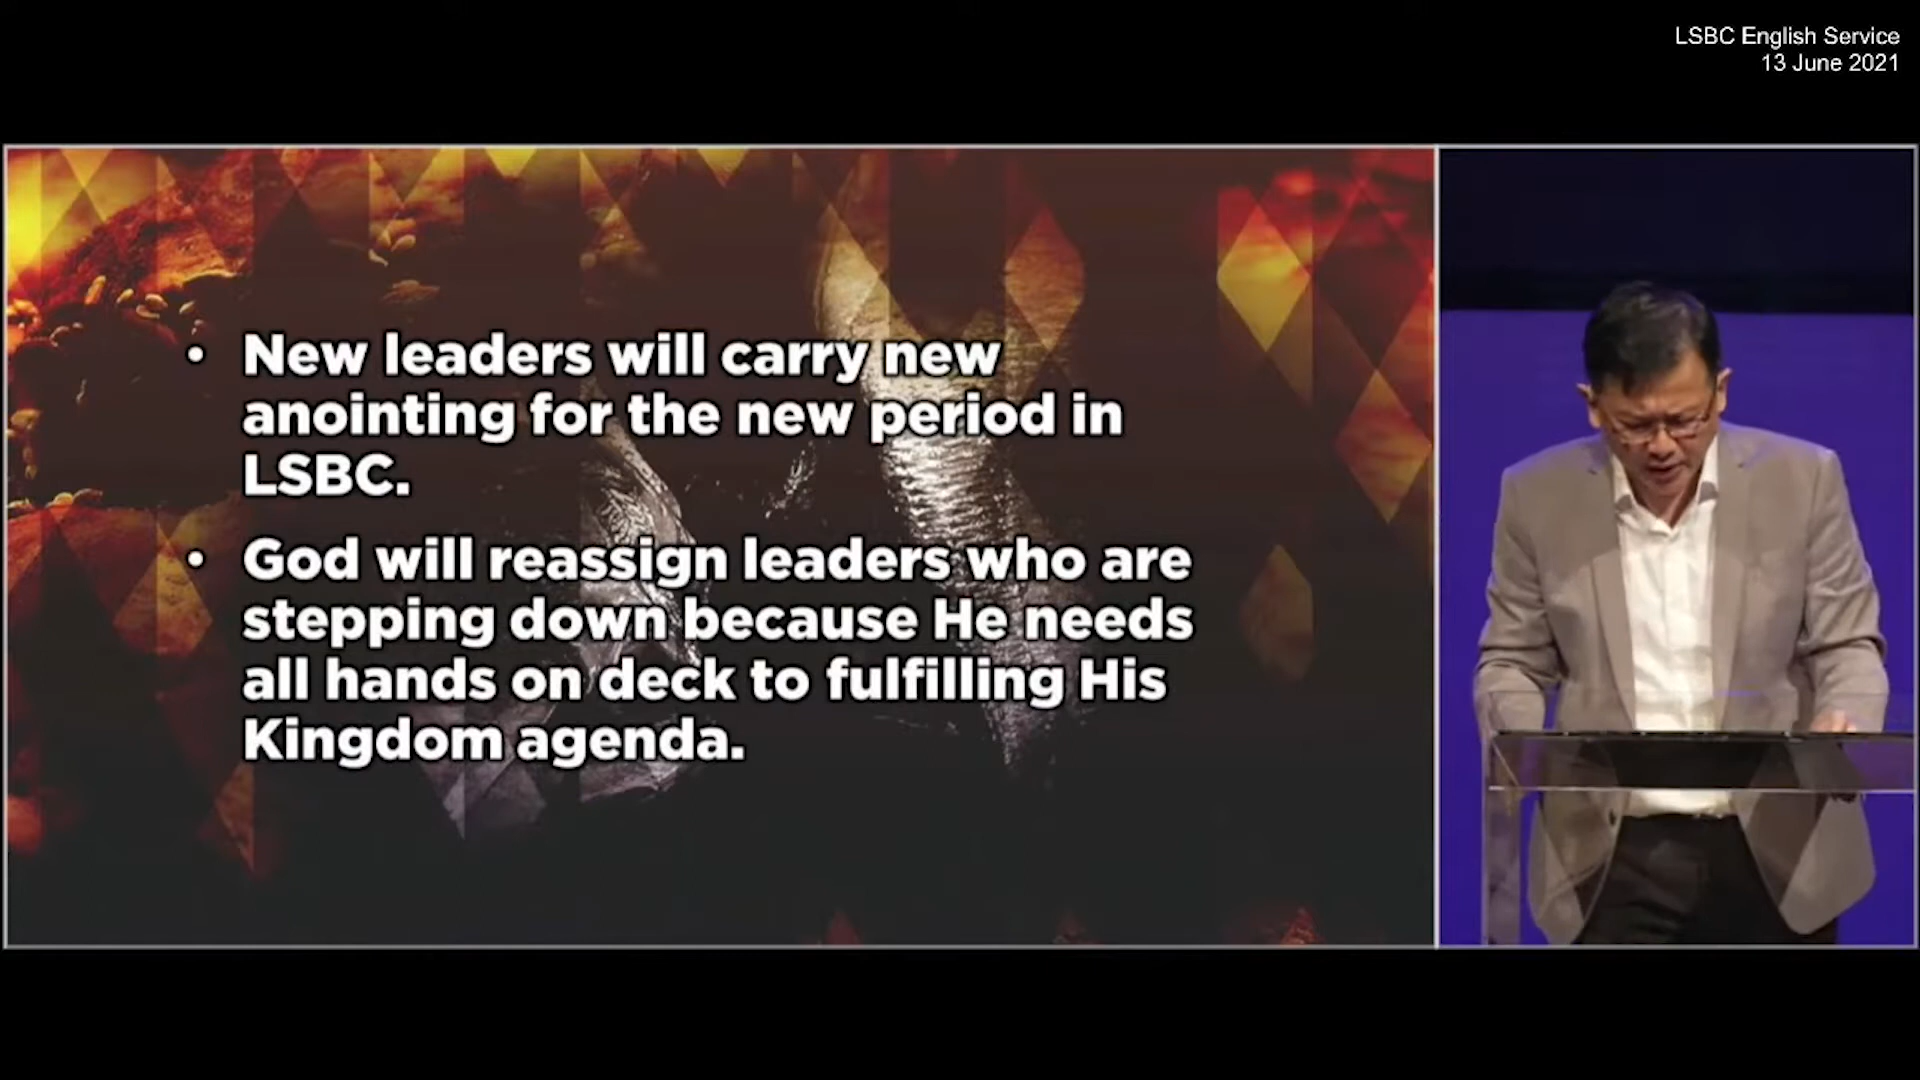 LSBC English Service
13 June 2021
• New leaders will carry new
anointing for the new period in
LSBC.
• God will reassign leaders who are
stepping down because He needs
all hands on deck to fulfilling His
Kingdom agenda.